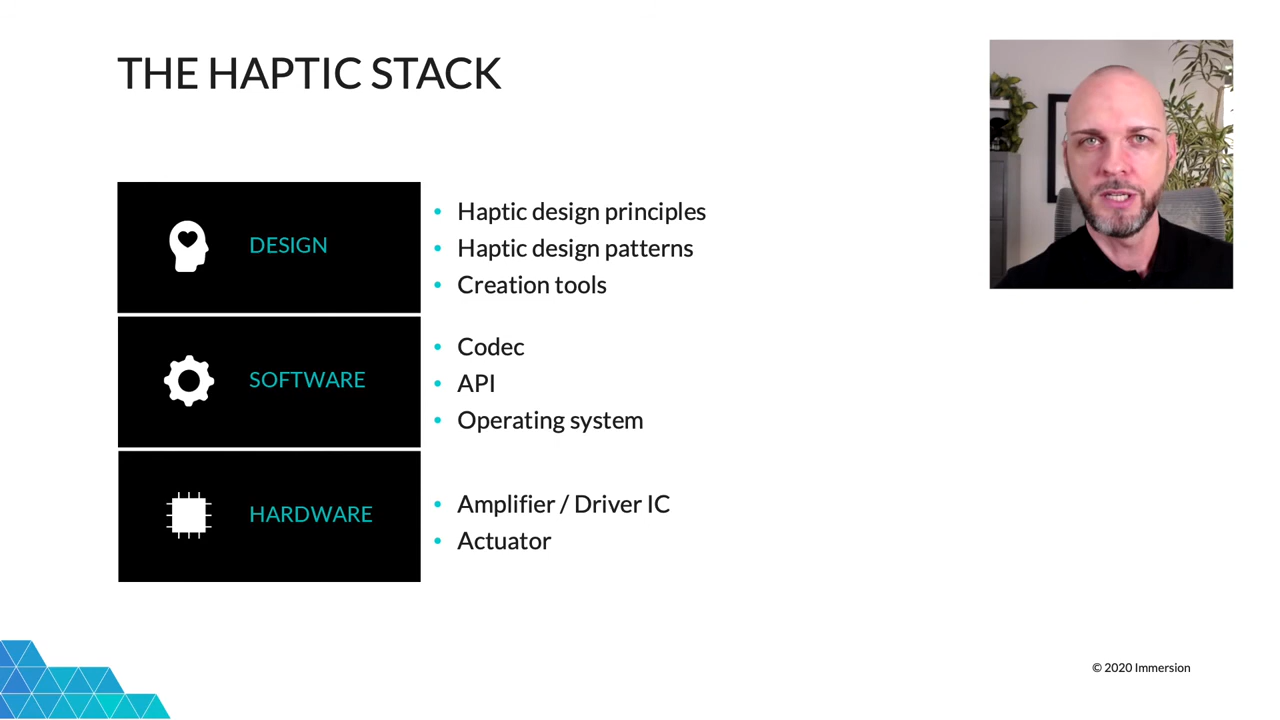 THE HAPTIC STACK
DESIGN
• Haptic design principles
• Haptic design patterns
• Creation tools
SOFTWARE
• Codec
• API
• Operating system
HARDWARE
• Amplifier / Driver IC
• Actuator
© 2020 Immersion